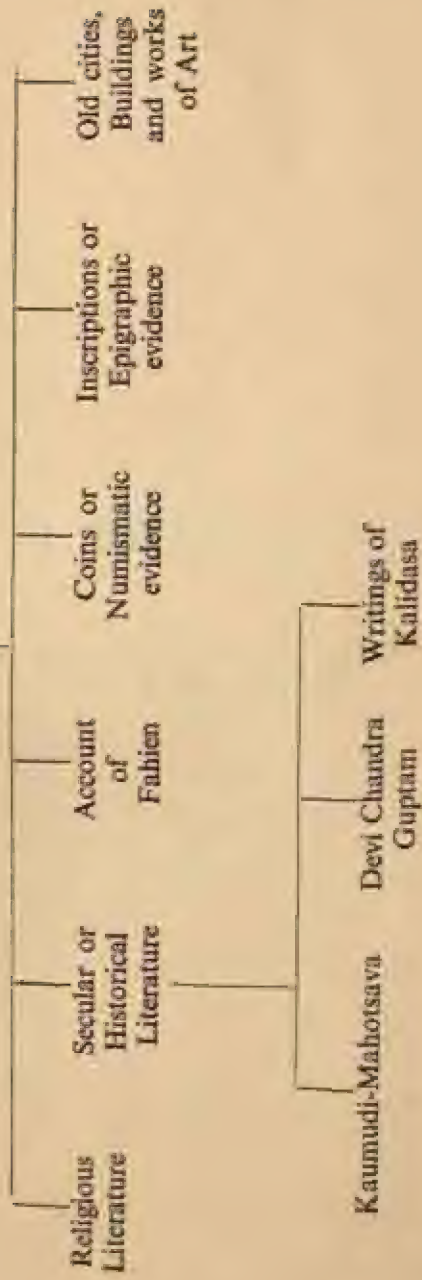 Religious
Literature
Secular or
Historical
Literature
Account
of
Fahien
Coins or
Numismatic
evidence
Inscriptions or
Epigraphic
evidence
Old cities,
Buildings
and works
of Art
Kaumudi-Mahotsava
Devi Chandra
Guptam
Writings of
Kalidasa